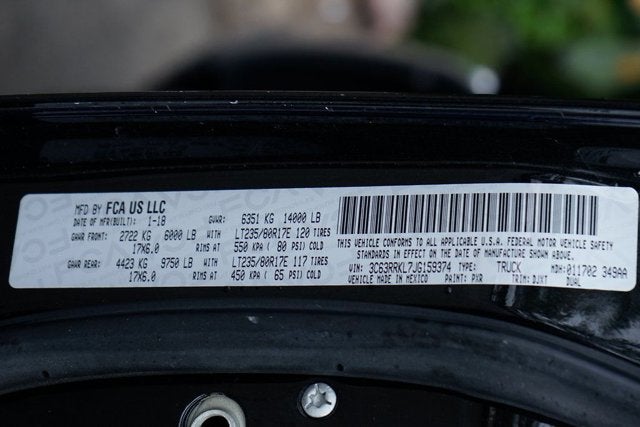 MFD BY FCA US LLC
DATE OF MFR(BUILT): 1-18 GVWR: 6351 KG 14000 LB
GAWR FRONT: 2722 KG 6000 LB WITH LT235/80R17E 120 TIRES
17X6.0 RIMS AT 550 KPA ( 80 PSI) COLD
GAWR REAR: 4423 KG 9750 LB WITH LT235/80R17E 117 TIRES
17X6.0 RIMS AT 450 KPA ( 65 PSI) COLD
THIS VEHICLE CONFORMS TO ALL APPLICABLE U.S.A. FEDERAL MOTOR VEHICLE SAFETY
STANDARDS IN EFFECT ON THE DATE OF MANUFACTURE SHOWN ABOVE.
VIN: 3C63RRKL7JG159374 TYPE: TRUCK MDH: 011702 349AA
VEHICLE MADE IN MEXICO PAINT: PXR TRIM: DJX7 DUAL